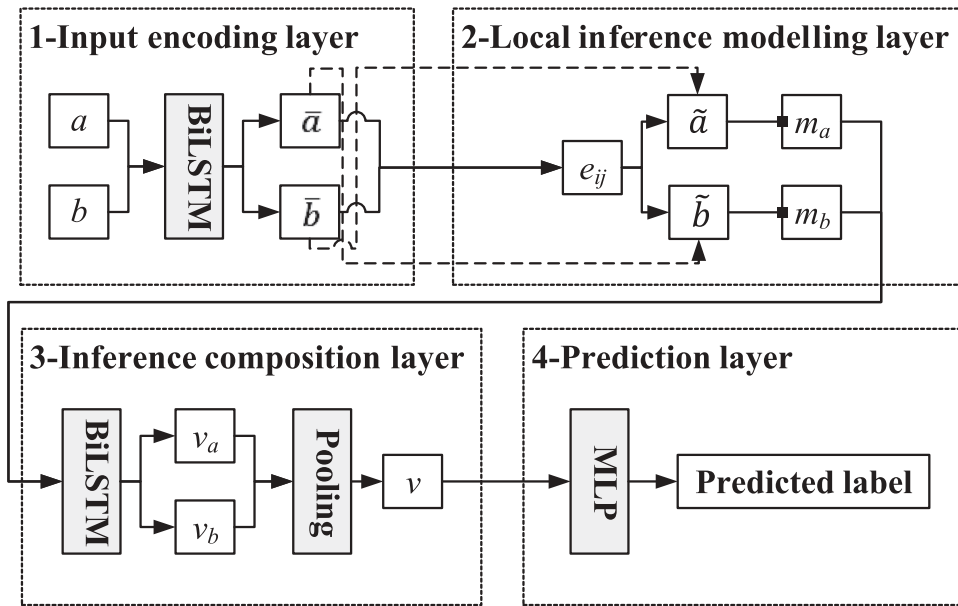 1-Input encoding layer
a
b
BiLSTM
a̅
b̅
2-Local inference modelling layer
e_ij
ã
b̃
m_a
m_b
3-Inference composition layer
BiLSTM
v_a
v_b
Pooling
v
4-Prediction layer
MLP
Predicted label